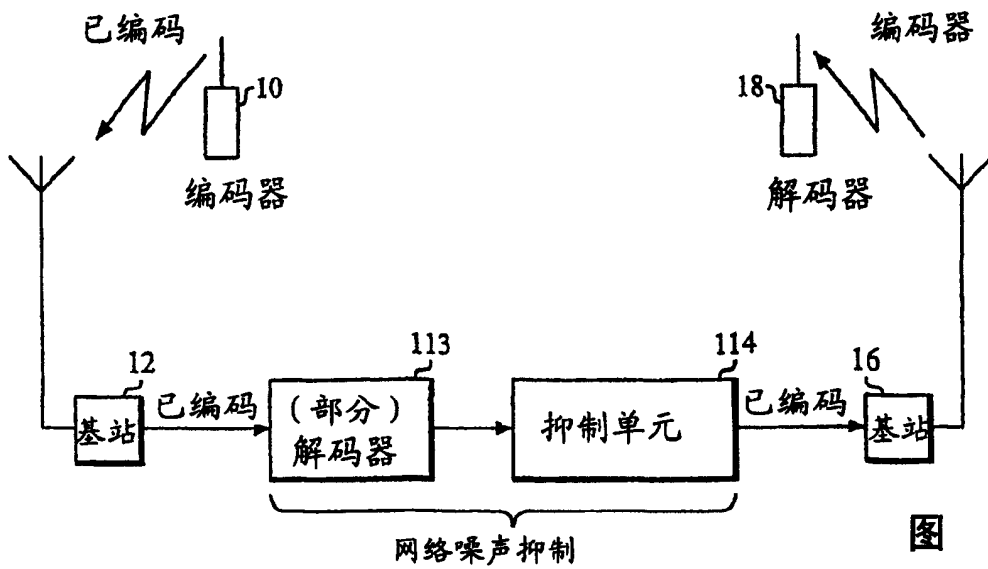 已编码
10
编码器
编码器
18
解码器
12
基站
已编码
113
(部分)
解码器
114
抑制单元
已编码
16
基站
网络噪声抑制
图